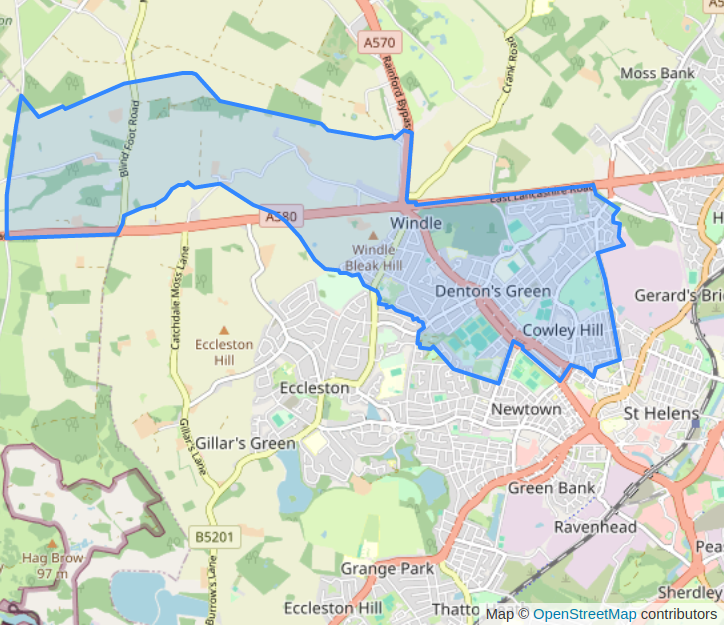 A570
A5
Moss Bank
Crank Road
Rainford Bypass
Blind Foot Road
East Lancashire Road
H
A580
Windle
Windle
Bleak Hill
Catchdale Moss Lane
Denton's Green
Gerard's Bri
Cowley Hill
Eccleston
Hill
Eccleston
Newtown
St Helens
Gillar's Lane
Gillar's Green
Green Bank
B5201
Ravenhead
Hag Brow
97 m
Peas
Grange Park
Burrow's Lane
Sherdley
Eccleston Hill
Thatto
Map © OpenStreetMap contributors